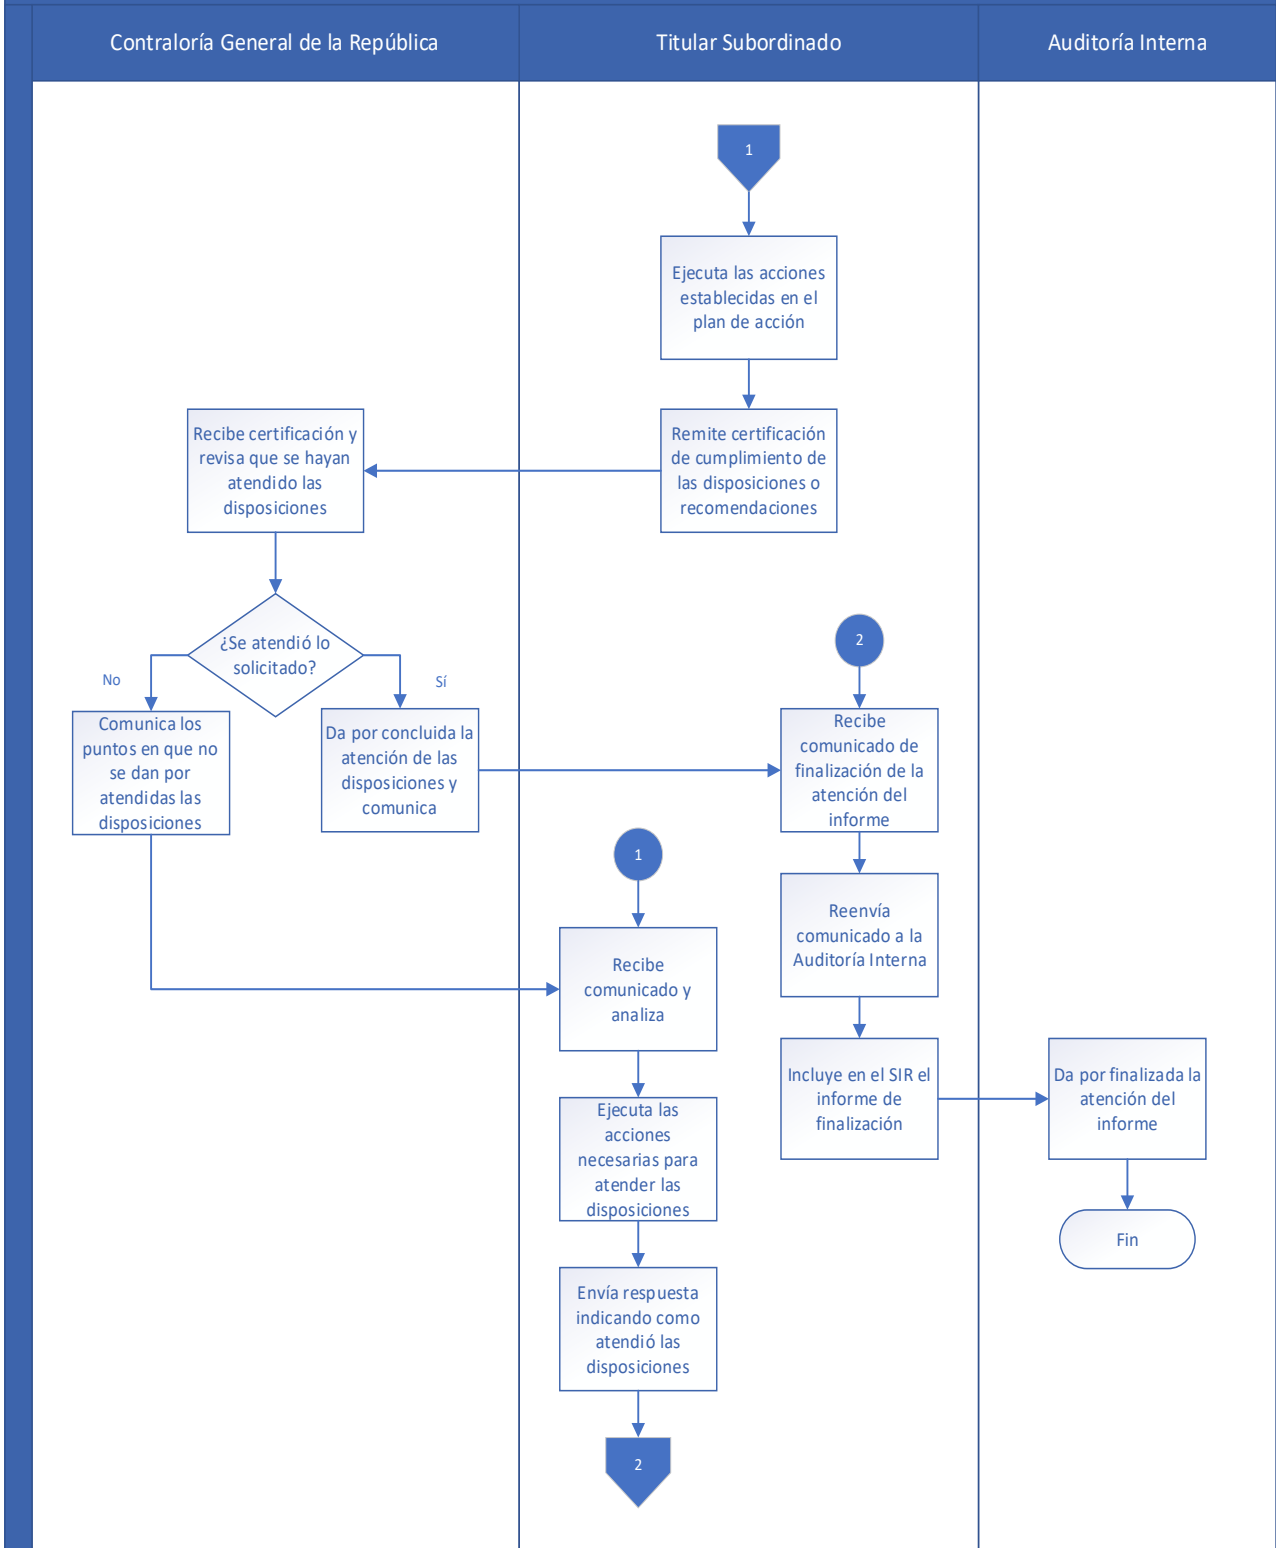 Contraloría General de la República
Titular Subordinado
Auditoría Interna
1
Ejecuta las acciones
establecidas en el
plan de acción
Recibe certificación y
revisa que se hayan
atendido las
disposiciones
Remite certificación
de cumplimiento de
las disposiciones o
recomendaciones
¿Se atendió lo
solicitado?
No
Sí
2
Comunica los
puntos en que no
se dan por
atendidas las
disposiciones
Da por concluida la
atención de las
disposiciones y
comunica
Recibe
comunicado de
finalización de la
atención del
informe
1
Reenvía
comunicado a la
Auditoría Interna
Recibe
comunicado y
analiza
Incluye en el SIR el
informe de
finalización
Da por finalizada la
atención del
informe
Ejecuta las
acciones
necesarias para
atender las
disposiciones
Fin
Envía respuesta
indicando como
atendió las
disposiciones
2